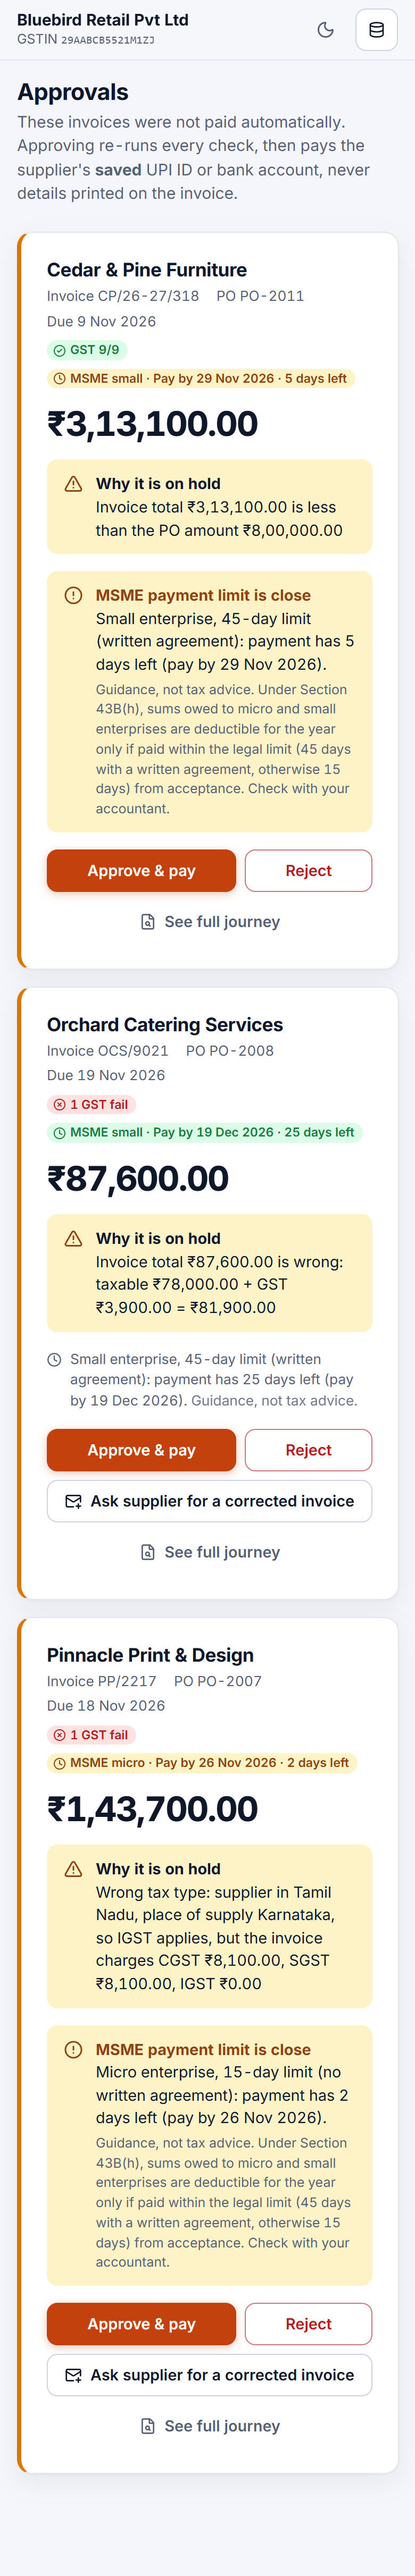 Bluebird Retail Pvt Ltd
GSTIN 29AABCB5521M1ZJ
Approvals
These invoices were not paid automatically.
Approving re-runs every check, then pays the
supplier's saved UPI ID or bank account, never
details printed on the invoice.
Cedar & Pine Furniture
Invoice CP/26-27/318 PO PO-2011
Due 9 Nov 2026
GST 9/9
MSME small · Pay by 29 Nov 2026 · 5 days left
₹3,13,100.00
Why it is on hold
Invoice total ₹3,13,100.00 is less
than the PO amount ₹8,00,000.00
MSME payment limit is close
Small enterprise, 45-day limit
(written agreement): payment has 5
days left (pay by 29 Nov 2026).
Guidance, not tax advice. Under Section
43B(h), sums owed to micro and small
enterprises are deductible for the year
only if paid within the legal limit (45 days
with a written agreement, otherwise 15
days) from acceptance. Check with your
accountant.
Approve & pay
Reject
See full journey
Orchard Catering Services
Invoice OCS/9021 PO PO-2008
Due 19 Nov 2026
1 GST fail
MSME small · Pay by 19 Dec 2026 · 25 days left
₹87,600.00
Why it is on hold
Invoice total ₹87,600.00 is wrong:
taxable ₹78,000.00 + GST
₹3,900.00 = ₹81,900.00
Small enterprise, 45-day limit (written
agreement): payment has 25 days left (pay
by 19 Dec 2026). Guidance, not tax advice.
Approve & pay
Reject
Ask supplier for a corrected invoice
See full journey
Pinnacle Print & Design
Invoice PP/2217 PO PO-2007
Due 18 Nov 2026
1 GST fail
MSME micro · Pay by 26 Nov 2026 · 2 days left
₹1,43,700.00
Why it is on hold
Wrong tax type: supplier in Tamil
Nadu, place of supply Karnataka,
so IGST applies, but the invoice
charges CGST ₹8,100.00, SGST
₹8,100.00, IGST ₹0.00
MSME payment limit is close
Micro enterprise, 15-day limit (no
written agreement): payment has 2
days left (pay by 26 Nov 2026).
Guidance, not tax advice. Under Section
43B(h), sums owed to micro and small
enterprises are deductible for the year
only if paid within the legal limit (45 days
with a written agreement, otherwise 15
days) from acceptance. Check with your
accountant.
Approve & pay
Reject
Ask supplier for a corrected invoice
See full journey